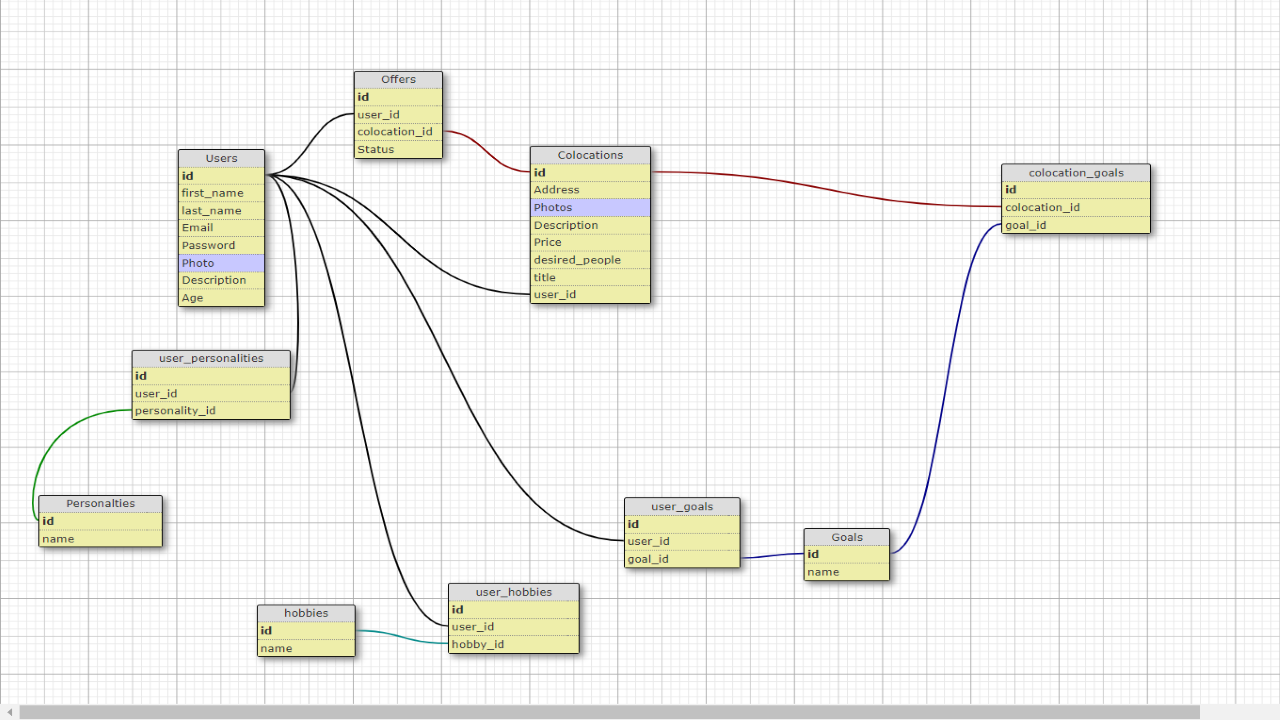 Offers
id
user_id
colocation_id
Status
Users
id
first_name
last_name
Email
Password
Photo
Description
Age
Colocations
id
Address
Photos
Description
Price
desired_people
title
user_id
colocation_goals
id
colocation_id
goal_id
user_personalities
id
user_id
personality_id
Personalties
id
name
user_goals
id
user_id
goal_id
Goals
id
name
user_hobbies
id
user_id
hobby_id
hobbies
id
name